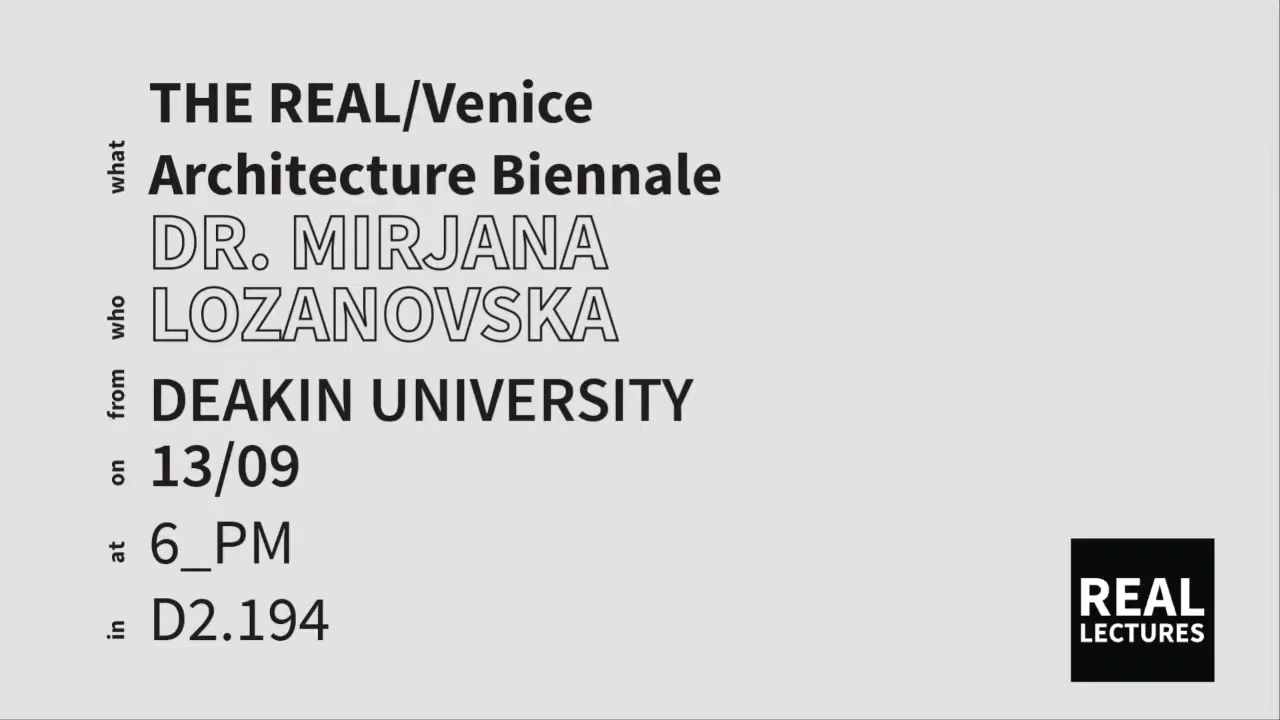 what THE REAL/Venice
Architecture Biennale
who DR. MIRJANA
LOZANOVSKA
from DEAKIN UNIVERSITY
on 13/09
at 6_PM
in D2.194
REAL
LECTURES